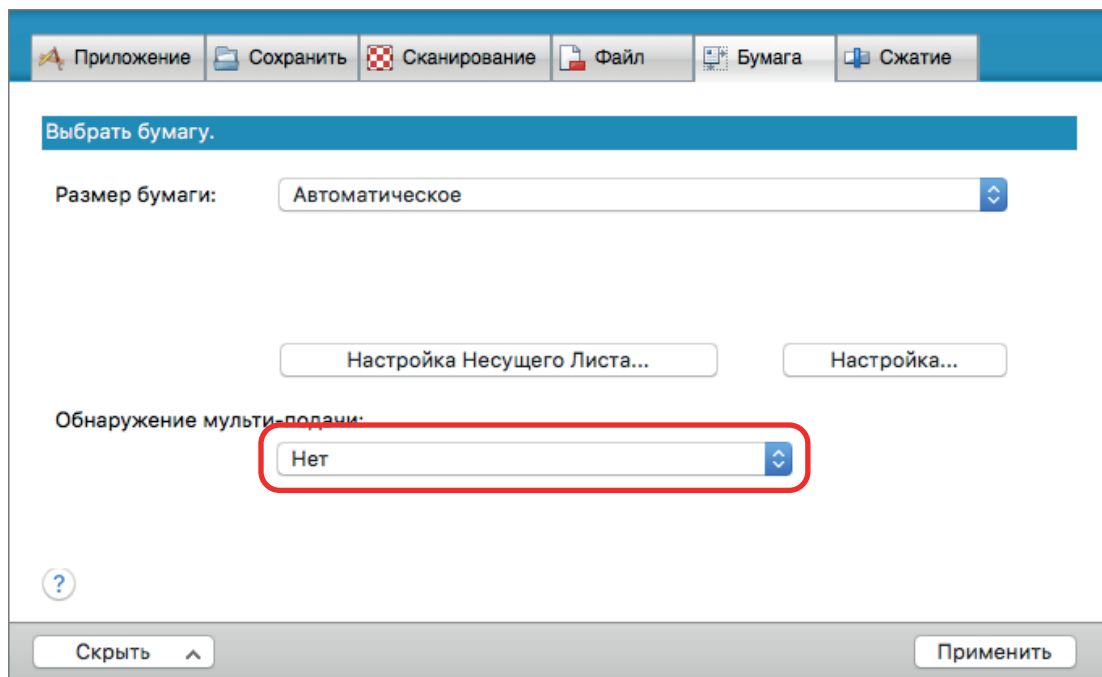 Приложение Сохранить Сканирование Файл Бумага Сжатие
Выбрать бумагу.
Размер бумаги: Автоматическое
Настройка Несущего Листа... Настройка...
Обнаружение мульти-подачи:
Нет
?
Скрыть Применить